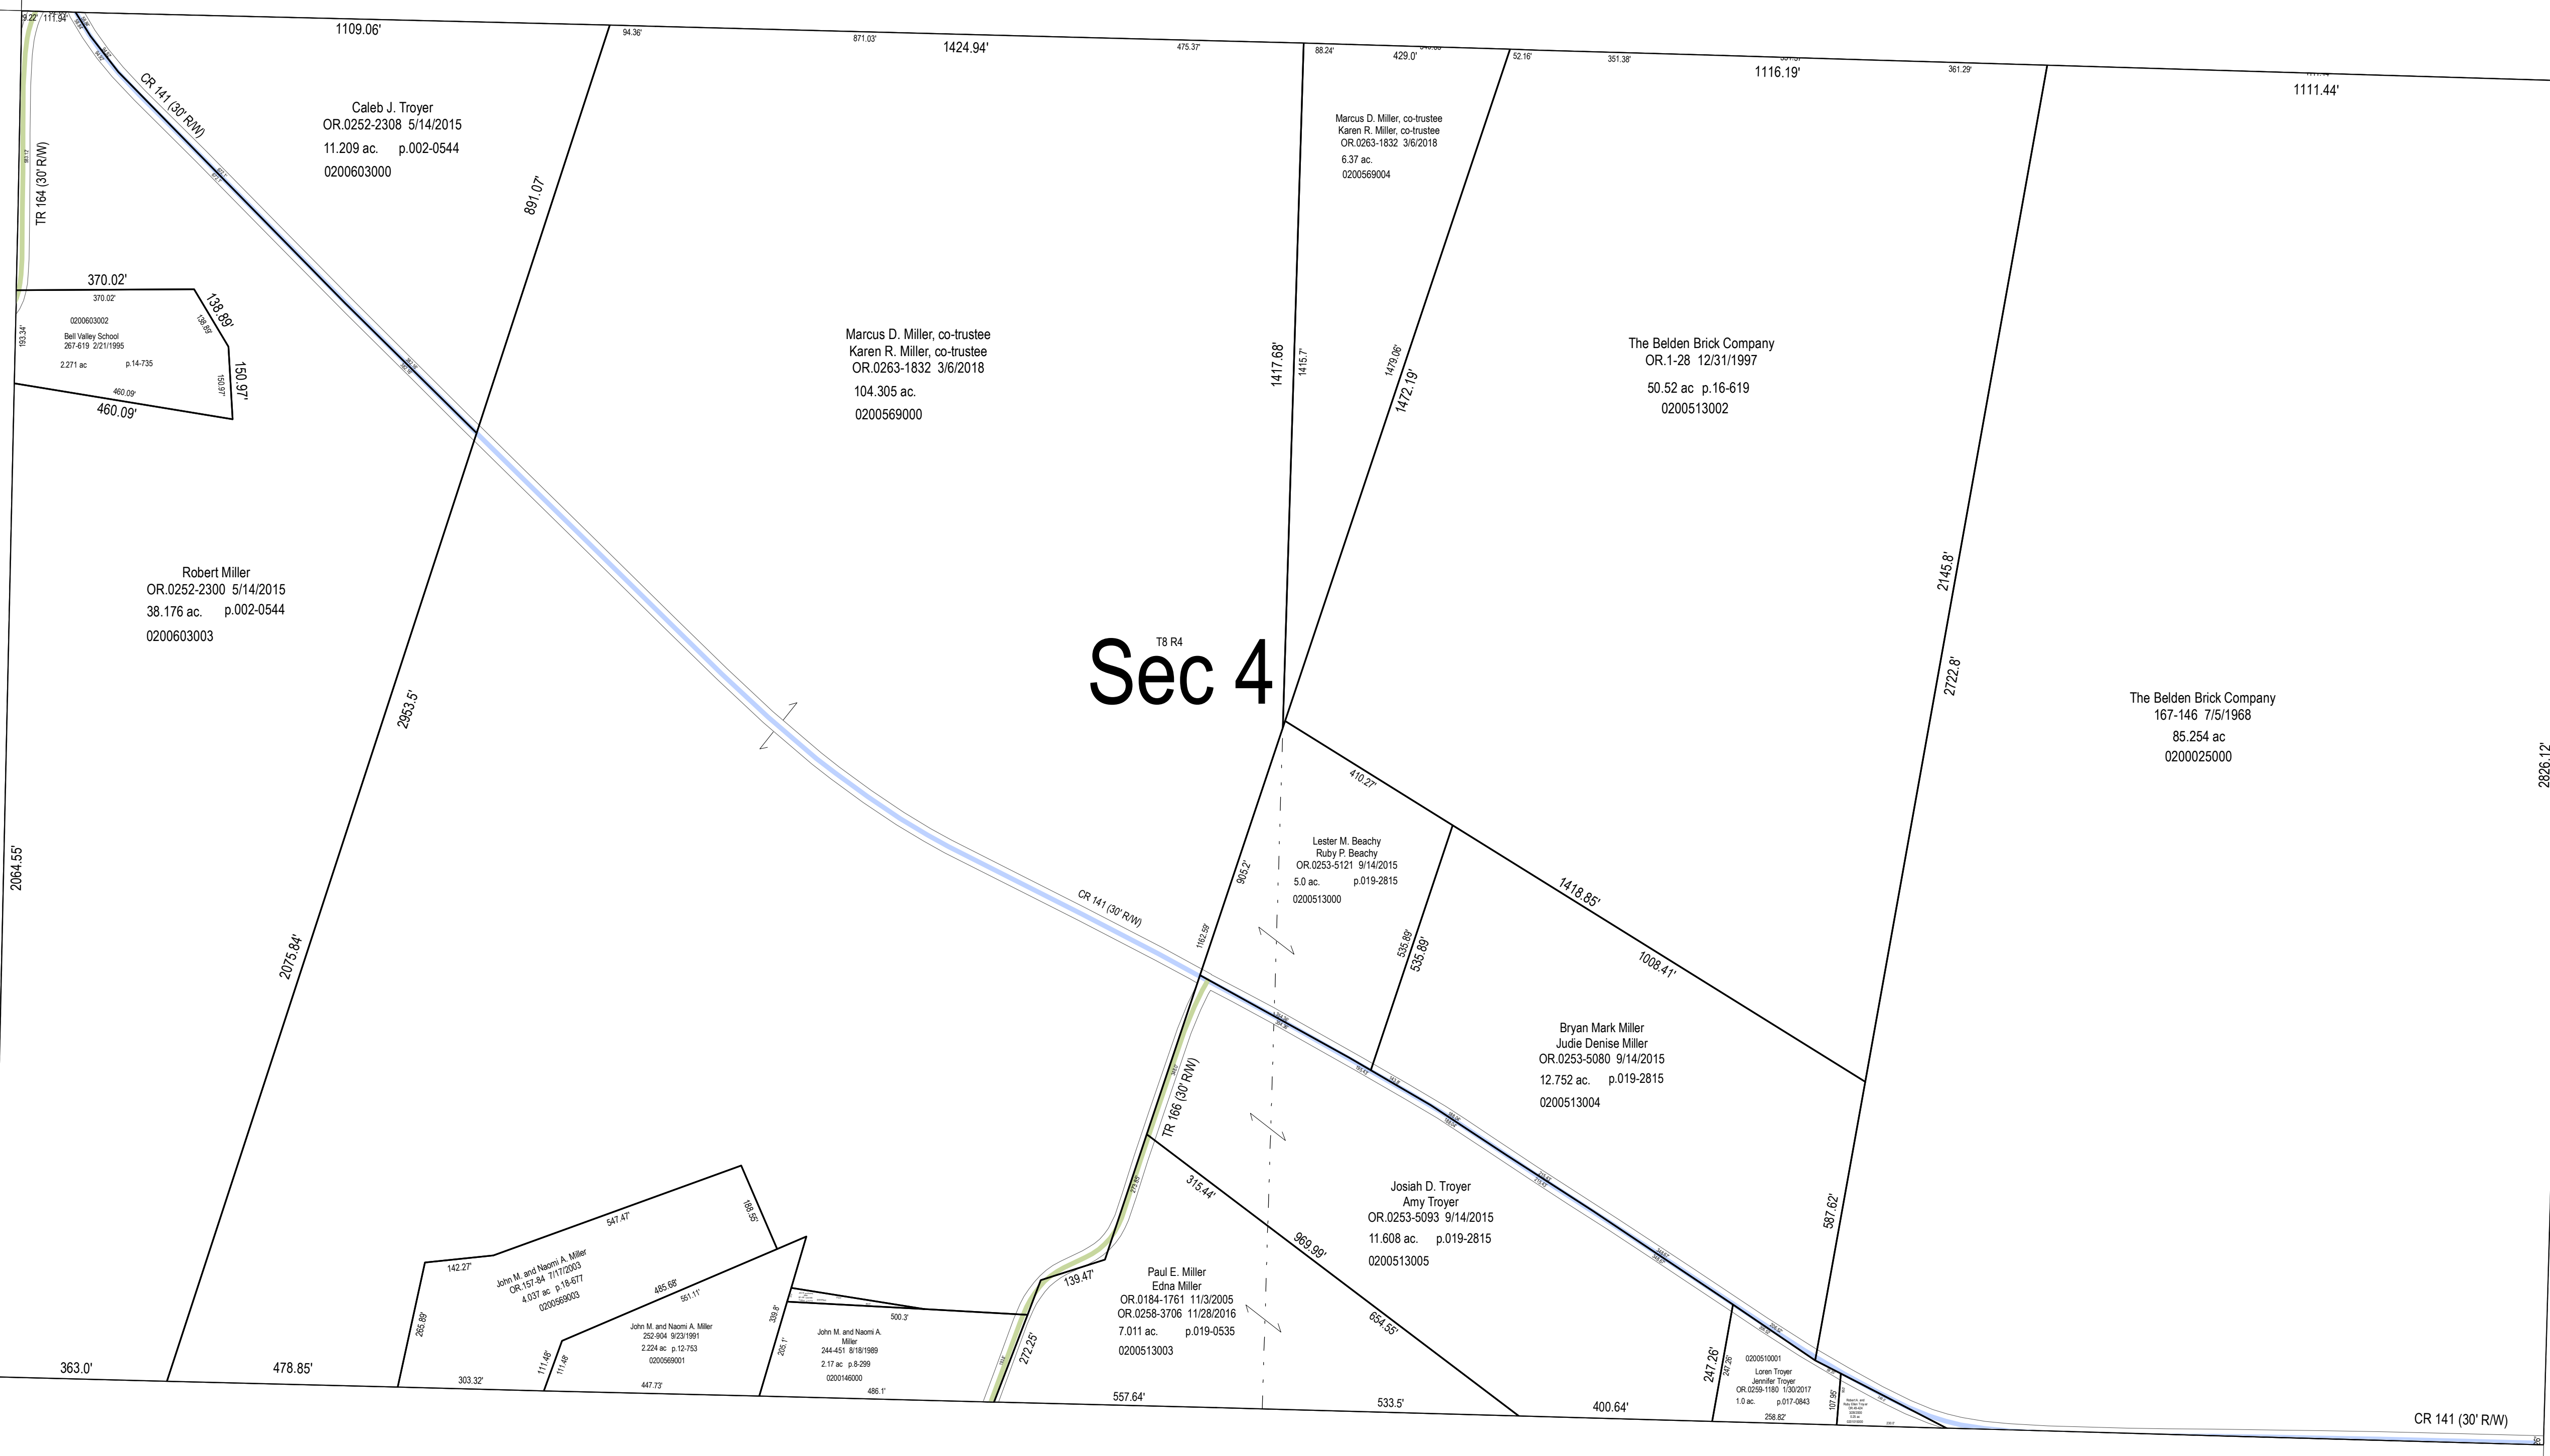 9.22'
111.94'
1109.06'
94.36'
871.03'
1424.94'
475.37'
88.24'
429.0'
52.16'
351.38'
1116.19'
361.29'
1111.44'
CR 141 (30' R/W)
TR 164 (30' R/W)
Caleb J. Troyer
OR.0252-2308 5/14/2015
11.209 ac. p.002-0544
0200603000
891.07'
Marcus D. Miller, co-trustee
Karen R. Miller, co-trustee
OR.0263-1832 3/6/2018
6.37 ac.
0200569004
370.02'
370.02'
138.89'
138.89'
193.34'
0200603002
Bell Valley School
267-619 2/21/1995
2.271 ac p.14-735
150.97'
150.97'
460.09'
460.09'
Marcus D. Miller, co-trustee
Karen R. Miller, co-trustee
OR.0263-1832 3/6/2018
104.305 ac.
0200569000
1417.68'
1415.7'
1479.06'
1472.19'
The Belden Brick Company
OR.1-28 12/31/1997
50.52 ac p.16-619
0200513002
2145.8'
2722.8'
Robert Miller
OR.0252-2300 5/14/2015
38.176 ac. p.002-0544
0200603003
T8 R4
Sec 4
The Belden Brick Company
167-146 7/5/1968
85.254 ac
0200025000
2826.12'
2953.5'
2064.55'
2075.84'
410.27'
Lester M. Beachy
Ruby P. Beachy
OR.0253-5121 9/14/2015
5.0 ac. p.019-2815
0200513000
905.2'
1162.59'
CR 141 (30' R/W)
535.89'
535.89'
1418.85'
1008.41'
Bryan Mark Miller
Judie Denise Miller
OR.0253-5080 9/14/2015
12.752 ac. p.019-2815
0200513004
TR 166 (30' R/W)
273.85'
315.44'
Josiah D. Troyer
Amy Troyer
OR.0253-5093 9/14/2015
11.608 ac. p.019-2815
0200513005
587.62'
969.99'
654.55'
547.47'
188.55'
142.27'
John M. and Naomi A. Miller
OR.157-84 7/17/2003
4.037 ac p.18-677
0200569003
265.89'
485.68'
551.11'
139.47'
Paul E. Miller
Edna Miller
OR.0184-1761 11/3/2005
OR.0258-3706 11/28/2016
7.011 ac. p.019-0535
0200513003
339.8'
205.1'
500.3'
John M. and Naomi A. Miller
252-904 9/23/1991
2.224 ac p.12-753
0200569001
John M. and Naomi A.
Miller
244-451 8/18/1989
2.17 ac p.8-299
0200146000
272.25'
111.48'
111.48'
247.26'
247.26'
0200510001
Loren Troyer
Jennifer Troyer
OR.0259-1180 1/30/2017
1.0 ac. p.017-0843
107.95'
363.0'
478.85'
303.32'
447.73'
486.1'
557.64'
533.5'
400.64'
258.82'
CR 141 (30' R/W)